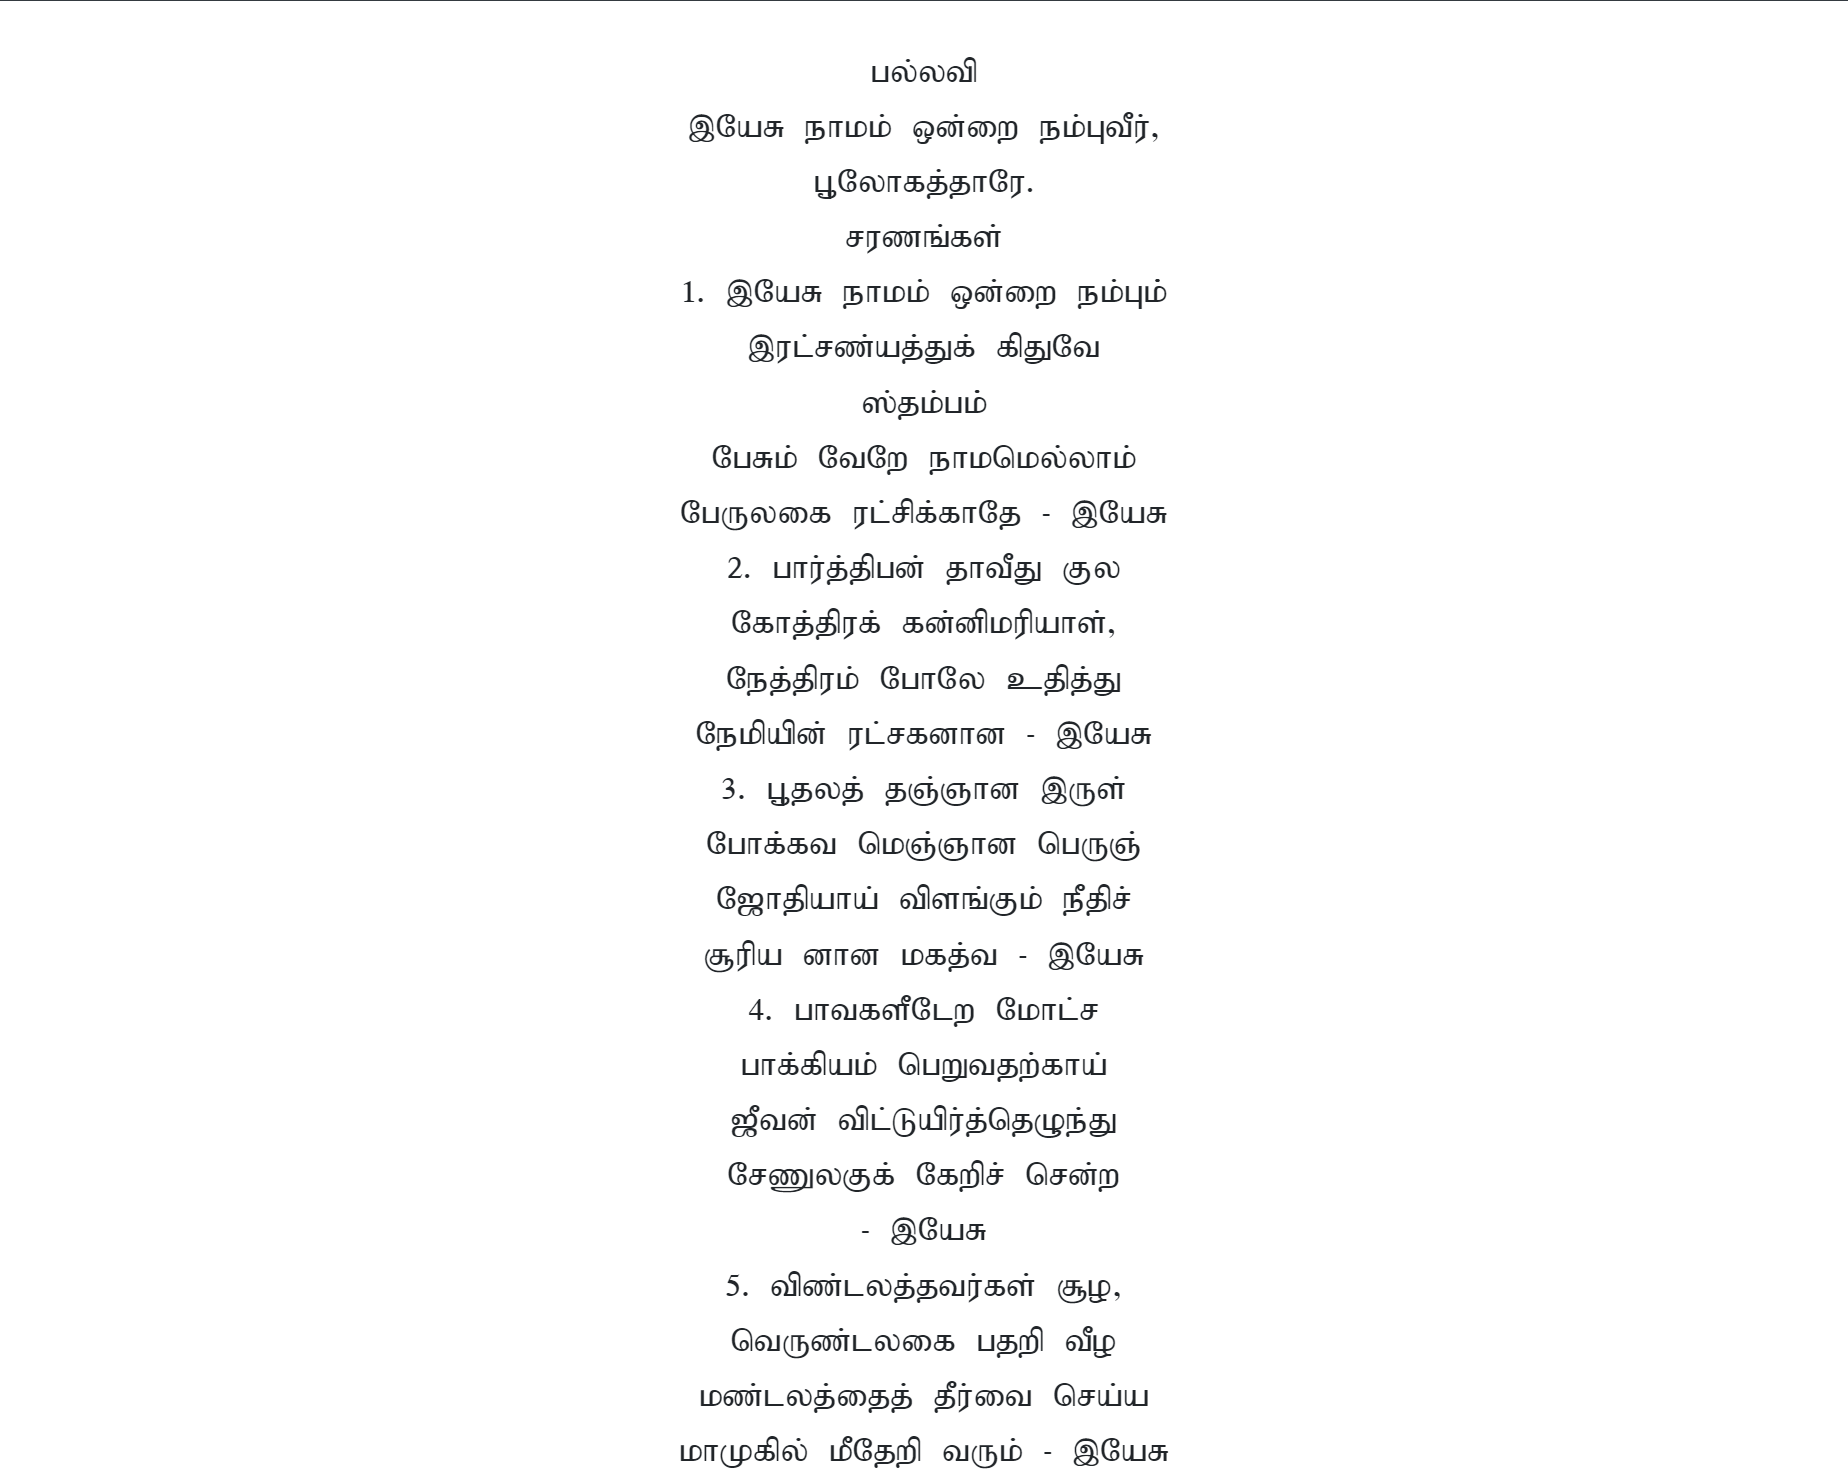 பல்லவி
இயேசு நாமம் ஒன்றை நம்புவீர்,
பூலோகத்தாரே.
சரணங்கள்
1. இயேசு நாமம் ஒன்றை நம்பும்
இரட்சண்யத்துக் கிதுவே
ஸ்தம்பம்
பேசும் வேறே நாமமெல்லாம்
பேருலகை ரட்சிக்காதே - இயேசு
2. பார்த்திபன் தாவீது குல
கோத்திரக் கன்னிமரியாள்,
நேத்திரம் போலே உதித்து
நேமியின் ரட்சகனான - இயேசு
3. பூதலத் தஞ்ஞான இருள்
போக்கவ மெஞ்ஞான பெருஞ்
ஜோதியாய் விளங்கும் நீதிச்
சூரிய னான மகத்வ - இயேசு
4. பாவகளீடேற மோட்ச
பாக்கியம் பெறுவதற்காய்
ஜீவன் விட்டுயிர்த்தெழுந்து
சேணுலகுக் கேறிச் சென்ற
- இயேசு
5. விண்டலத்தவர்கள் சூழ,
வெருண்டலகை பதறி வீழ
மண்டலத்தைத் தீர்வை செய்ய
மாமுகில் மீதேறி வரும் - இயேசு